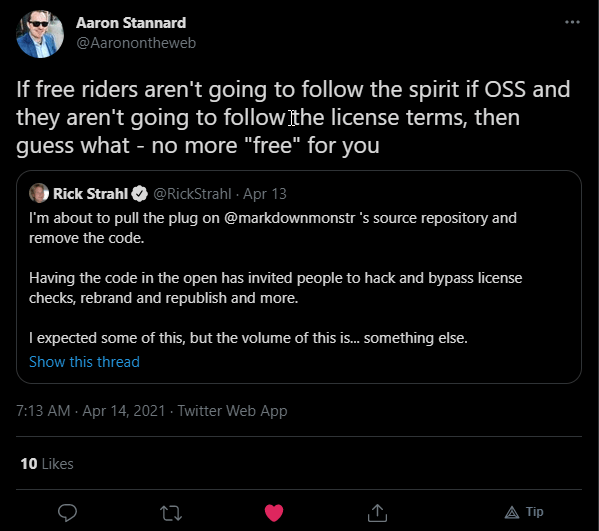 Aaron Stannard
@Aaronontheweb
If free riders aren't going to follow the spirit if OSS and
they aren't going to follow the license terms, then
guess what - no more "free" for you
Rick Strahl @RickStrahl · Apr 13
I'm about to pull the plug on @markdownmonstr 's source repository and
remove the code.
Having the code in the open has invited people to hack and bypass license
checks, rebrand and republish and more.
I expected some of this, but the volume of this is... something else.
Show this thread
7:13 AM · Apr 14, 2021 · Twitter Web App
10 Likes
Tip